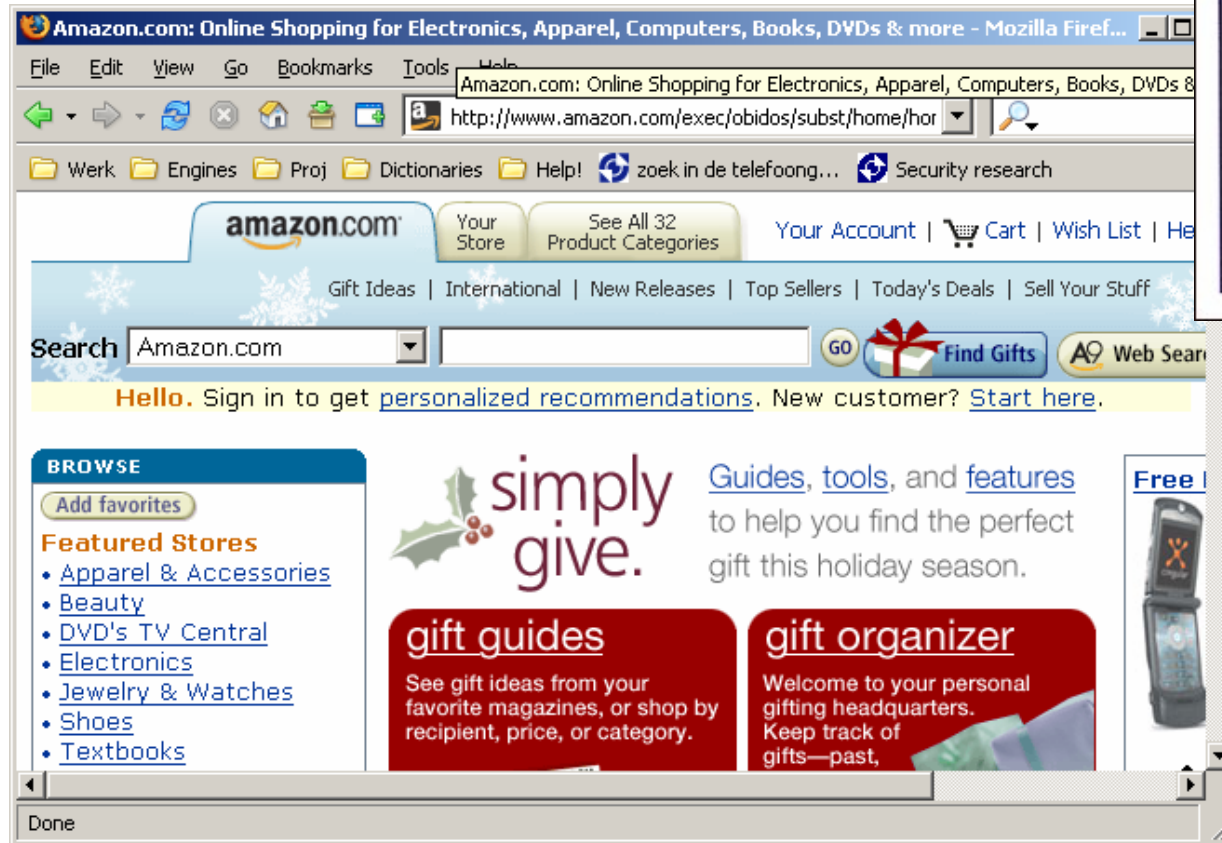 Amazon.com: Online Shopping for Electronics, Apparel, Computers, Books, DVDs & more - Mozilla Firef...
File Edit View Go Bookmarks Tools Help
Amazon.com: Online Shopping for Electronics, Apparel, Computers, Books, DVDs &
http://www.amazon.com/exec/obidos/subst/home/hor
Werk Engines Proj Dictionaries Help! zoek in de telefoong... Security research
amazon.com Your Store See All 32 Product Categories Your Account | Cart | Wish List | He
Gift Ideas | International | New Releases | Top Sellers | Today's Deals | Sell Your Stuff
Search Amazon.com GO Find Gifts A9 Web Sear
Hello. Sign in to get personalized recommendations. New customer? Start here.
BROWSE
Add favorites
Featured Stores
• Apparel & Accessories
• Beauty
• DVD's TV Central
• Electronics
• Jewelry & Watches
• Shoes
• Textbooks
simply
give.
Guides, tools, and features
to help you find the perfect
gift this holiday season.
gift guides
See gift ideas from your
favorite magazines, or shop by
recipient, price, or category.
gift organizer
Welcome to your personal
gifting headquarters.
Keep track of
gifts—past,
Free
Done